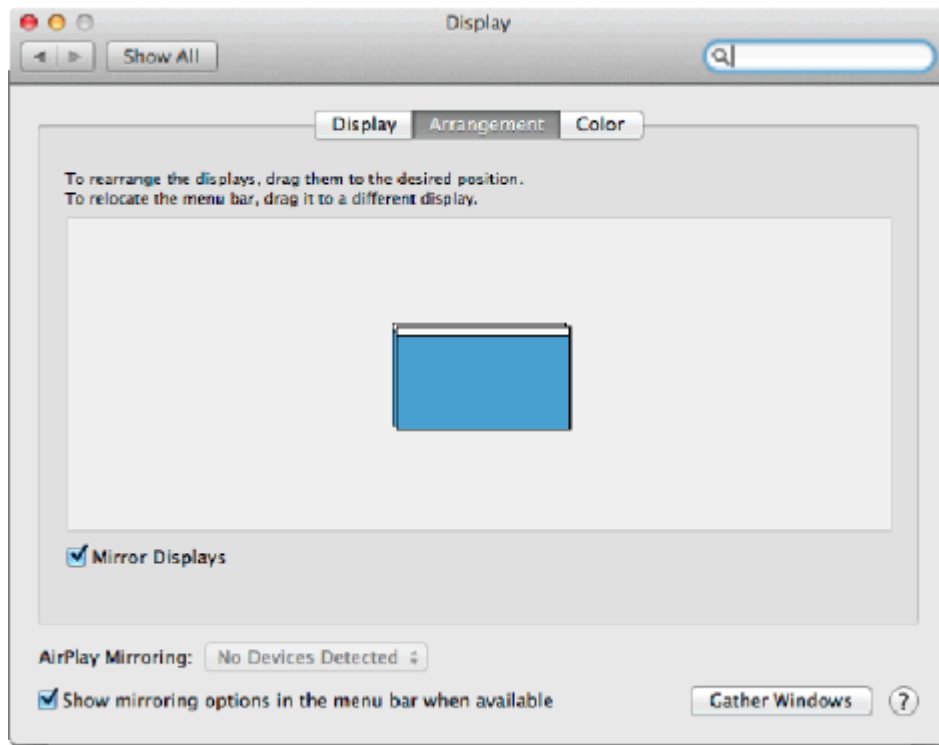 Display
Show All
Display Arrangement Color
To rearrange the displays, drag them to the desired position.
To relocate the menu bar, drag it to a different display.
Mirror Displays
AirPlay Mirroring: No Devices Detected
Show mirroring options in the menu bar when available Gather Windows ?